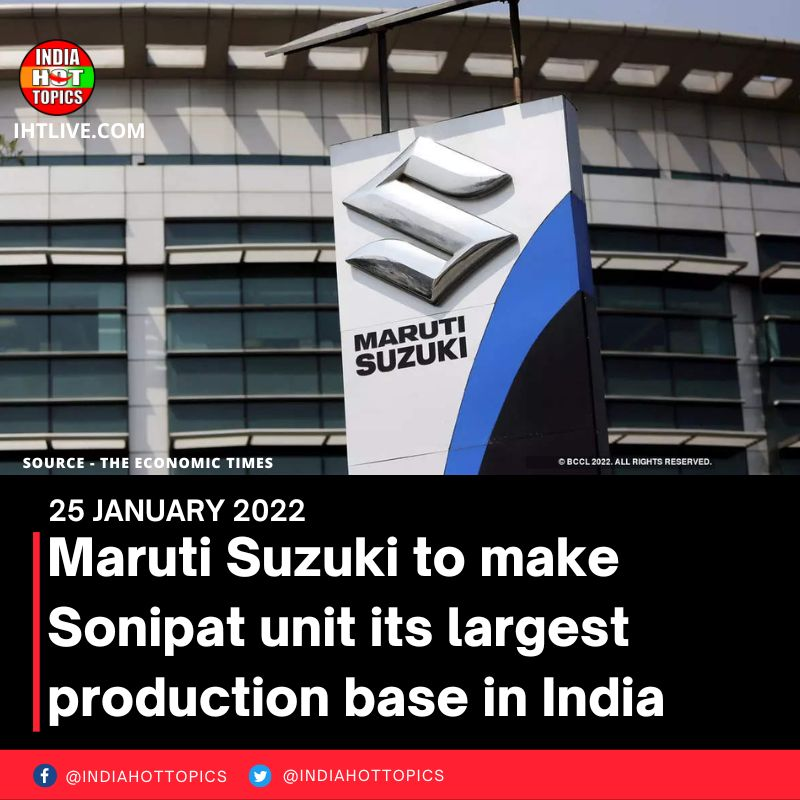 INDIA
HOT
TOPICS
IHTLIVE.COM
MARUTI
SUZUKI
SOURCE - THE ECONOMIC TIMES
© BCCL 2022. ALL RIGHTS RESERVED.
25 JANUARY 2022
Maruti Suzuki to make
Sonipat unit its largest
production base in India
@INDIAHOTTOPICS
@INDIAHOTTOPICS